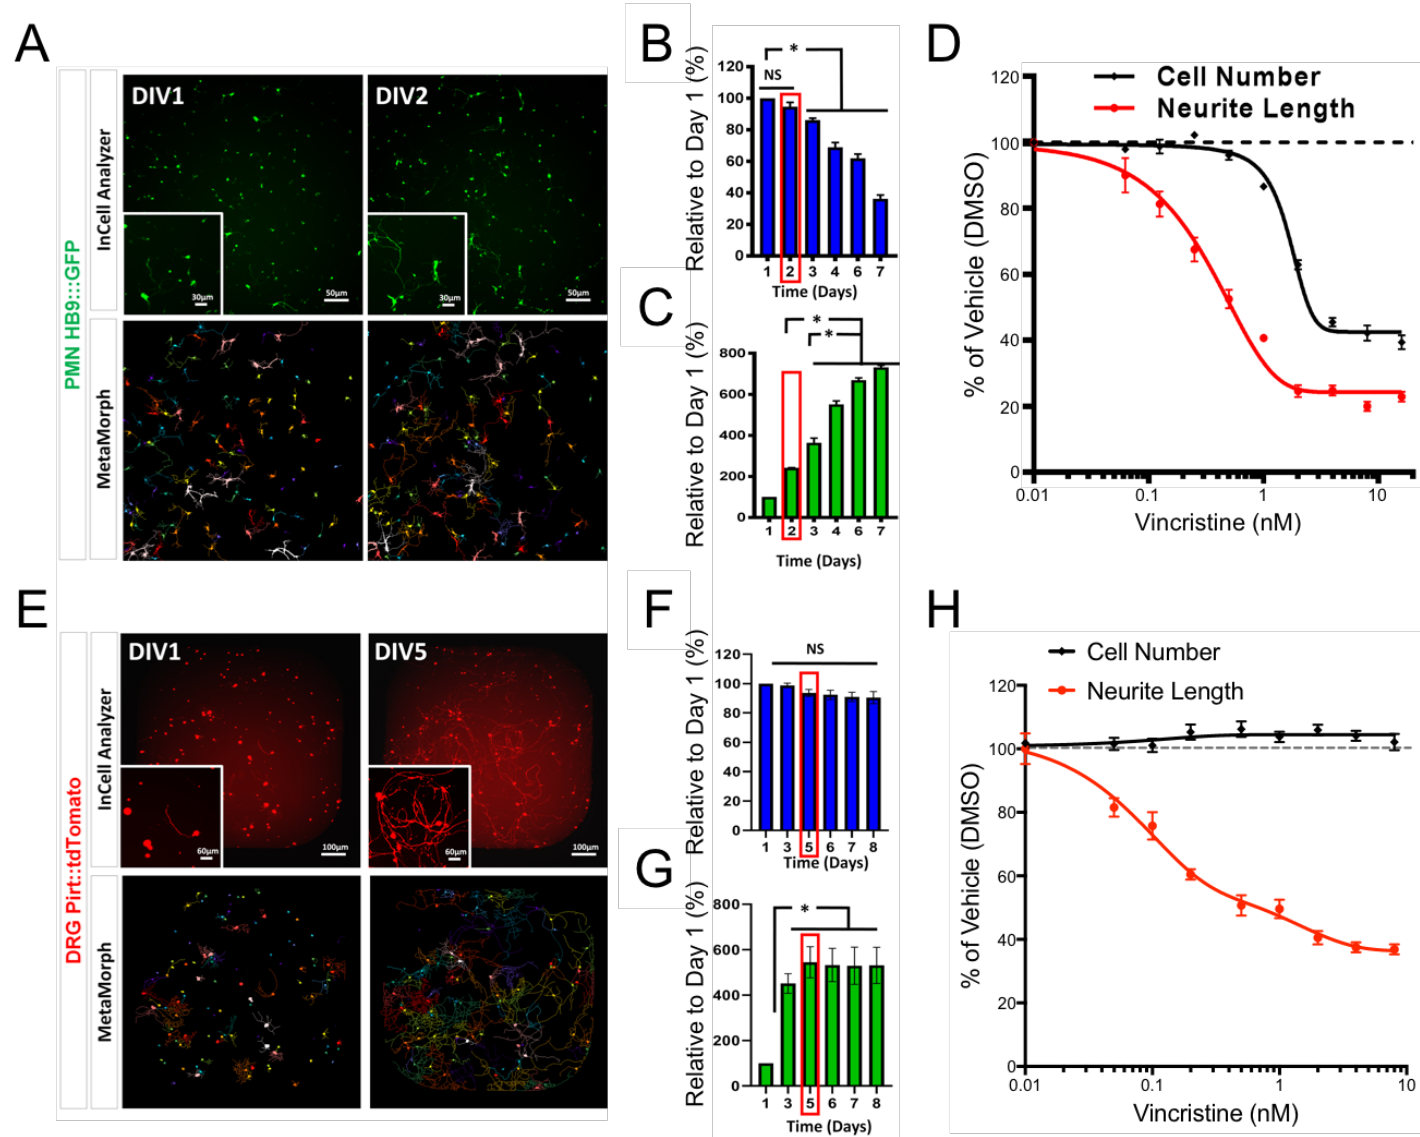 A
PMN HB9:::GFP
InCell Analyzer
MetaMorph
DIV1
DIV2
30µm
50µm
30µm
50µm
B
Relative to Day 1 (%)
*
NS
120
100
80
60
40
20
0
1 2 3 4 6 7
Time (Days)
C
Relative to Day 1 (%)
*
*
800
600
400
200
0
1 2 3 4 6 7
Time (Days)
D
Cell Number
Neurite Length
% of Vehicle (DMSO)
120
100
80
60
40
20
0
0.01 0.1 1 10
Vincristine (nM)
E
DRG Pirt::tdTomato
InCell Analyzer
MetaMorph
DIV1
DIV5
60µm
100µm
60µm
100µm
F
Relative to Day 1 (%)
NS
120
100
80
60
40
20
0
1 3 5 6 7 8
Time (Days)
G
Relative to Day 1 (%)
*
800
600
400
200
0
1 3 5 6 7 8
Time (Days)
H
Cell Number
Neurite Length
% of Vehicle (DMSO)
120
100
80
60
40
20
0
0.01 0.1 1 10
Vincristine (nM)